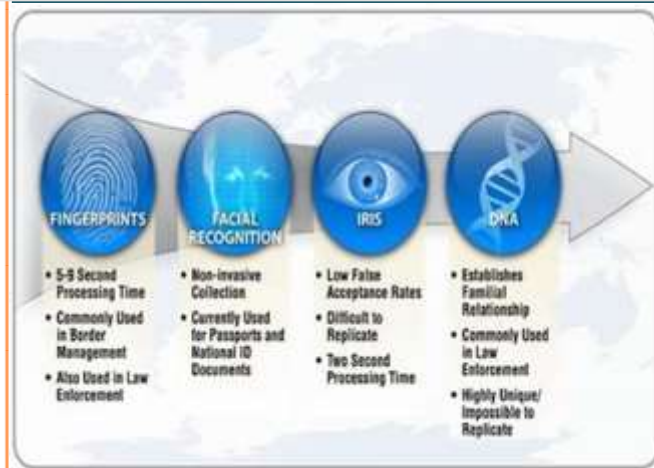 FINGERPRINTS
• 5-9 Second
Processing Time
• Commonly Used
in Border
Management
• Also Used in Law
Enforcement
FACIAL
RECOGNITION
• Non-invasive
Collection
• Currently Used
for Passports and
National ID
Documents
IRIS
• Low False
Acceptance Rates
• Difficult to
Replicate
• Two Second
Processing Time
DNA
• Establishes
Familial
Relationship
• Commonly Used
in Law
Enforcement
• Highly Unique/
Impossible to
Replicate